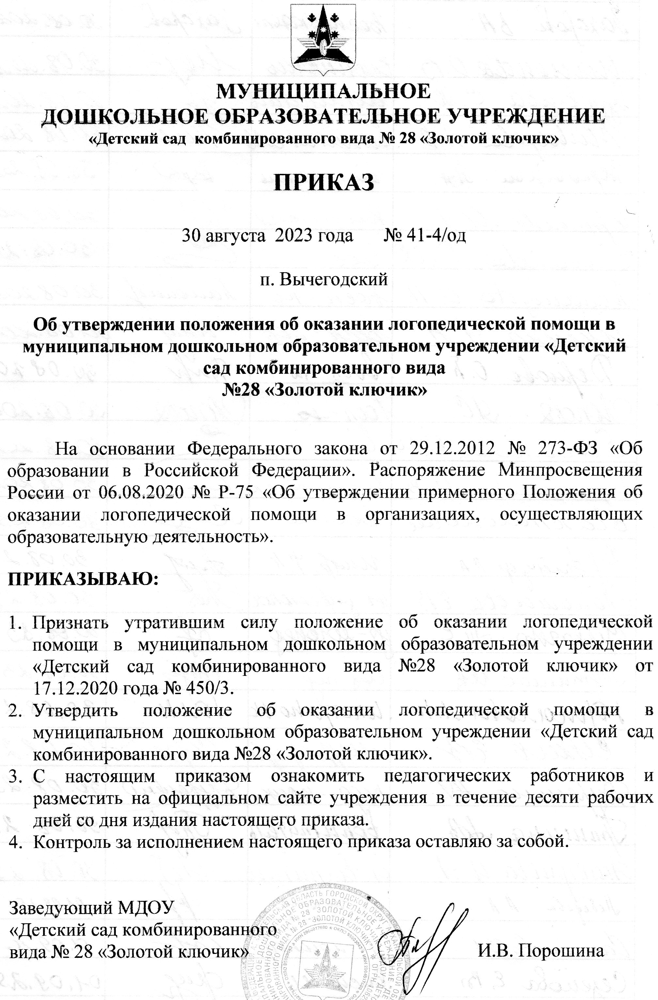 МУНИЦИПАЛЬНОЕ
ДОШКОЛЬНОЕ ОБРАЗОВАТЕЛЬНОЕ УЧРЕЖДЕНИЕ
«Детский сад комбинированного вида № 28 «Золотой ключик»
ПРИКАЗ
30 августа 2023 года № 41-4/од
п. Вычегодский
Об утверждении положения об оказании логопедической помощи в
муниципальном дошкольном образовательном учреждении «Детский
сад комбинированного вида
№28 «Золотой ключик»
На основании Федерального закона от 29.12.2012 № 273-ФЗ «Об
образовании в Российской Федерации». Распоряжение Минпросвещения
России от 06.08.2020 № Р-75 «Об утверждении примерного Положения об
оказании логопедической помощи в организациях, осуществляющих
образовательную деятельность».
ПРИКАЗЫВАЮ:
1. Признать утратившим силу положение об оказании логопедической
помощи в муниципальном дошкольном образовательном учреждении
«Детский сад комбинированного вида №28 «Золотой ключик» от
17.12.2020 года № 450/3.
2. Утвердить положение об оказании логопедической помощи в
муниципальном дошкольном образовательном учреждении «Детский сад
комбинированного вида №28 «Золотой ключик».
3. С настоящим приказом ознакомить педагогических работников и
разместить на официальном сайте учреждения в течение десяти рабочих
дней со дня издания настоящего приказа.
4. Контроль за исполнением настоящего приказа оставляю за собой.
Заведующий МДОУ
«Детский сад комбинированного
вида № 28 «Золотой ключик»
И.В. Порошина